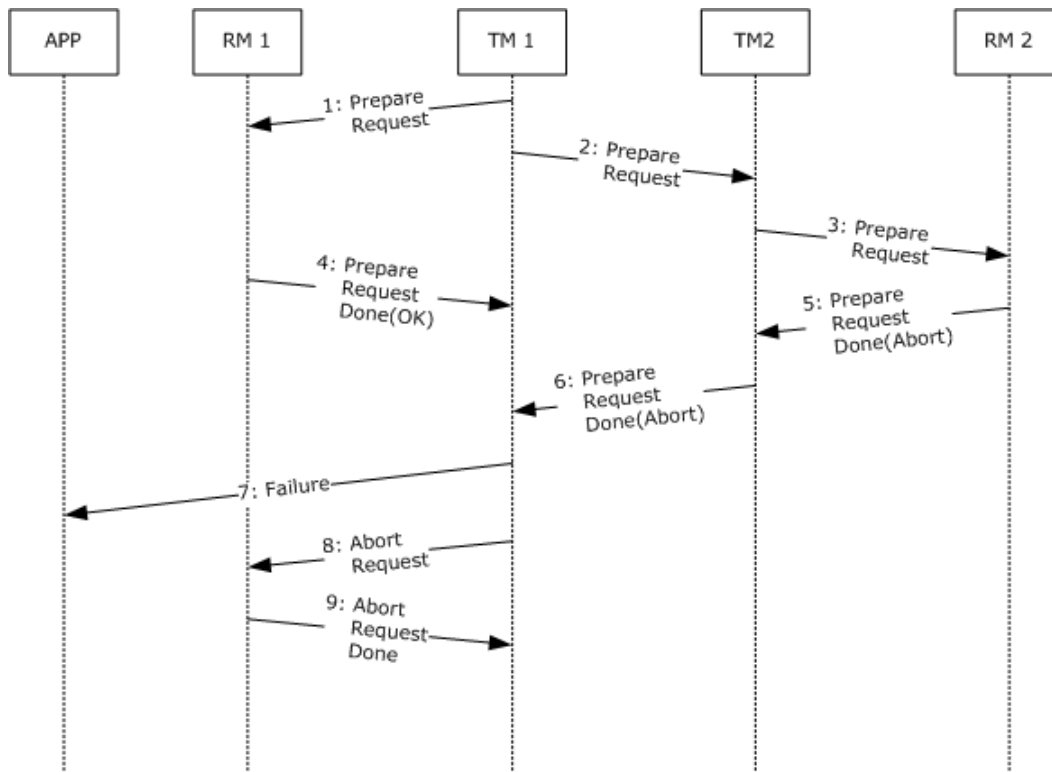 APP
RM 1
TM 1
TM2
RM 2
1: Prepare
Request
2: Prepare
Request
3: Prepare
Request
4: Prepare
Request
Done(OK)
5: Prepare
Request
Done(Abort)
6: Prepare
Request
Done(Abort)
7: Failure
8: Abort
Request
9: Abort
Request
Done